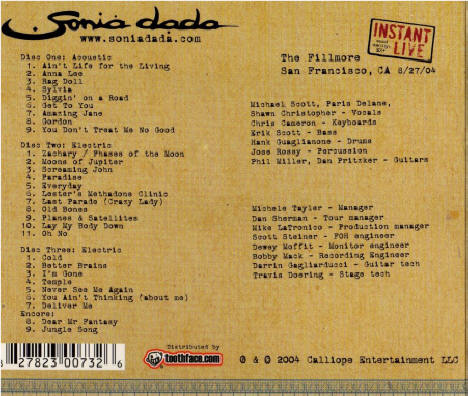 Sonia dada
www.soniadada.com
INSTANT
LIVE
The Fillmore
San Francisco, CA 8/27/04
Disc One: Acoustic
1. Ain't Life for the Living
2. Anna Lee
3. Rag Doll
4. Sylvia
5. Diggin' on a Road
6. Get To You
7. Amazing Jane
8. Gordon
9. You Don't Treat Me No Good
Disc Two: Electric
1. Zachary / Phases of the Moon
2. Moons of Jupiter
3. Screaming John
4. Paradise
5. Everyday
6. Lester's Methadone Clinic
7. Last Parade (Crazy Lady)
8. Old Bones
9. Planes & Satellites
10. Lay My Body Down
11. Oh No
Disc Three: Electric
1. Cold
2. Better Brains
3. I'm Gone
4. Temple
5. Never See Me Again
6. You Ain't Thinking (about me)
7. Deliver Me
Encore:
8. Dear Mr Fantasy
9. Jungle Song
Michael Scott, Paris Delane,
Shawn Christopher - Vocals
Chris Cameron - Keyboards
Erik Scott - Bass
Hank Guaglianone - Drums
Jose Rossy - Percussion
Phil Miller, Dan Pritzker - Guitars
Michele Taylor - Manager
Dan Sherman - Tour manager
Mike LaTronico - Production manager
Scott Steiner - FOH engineer
Dewey Moffit - Monitor engineer
Bobby Mack - Recording Engineer
Darrin Gagliarducci - Guitar tech
Travis Doering - Stage tech
8 27823 00732 6
Distributed by
toothface.com
℗ & © 2004 Calliope Entertainment LLC